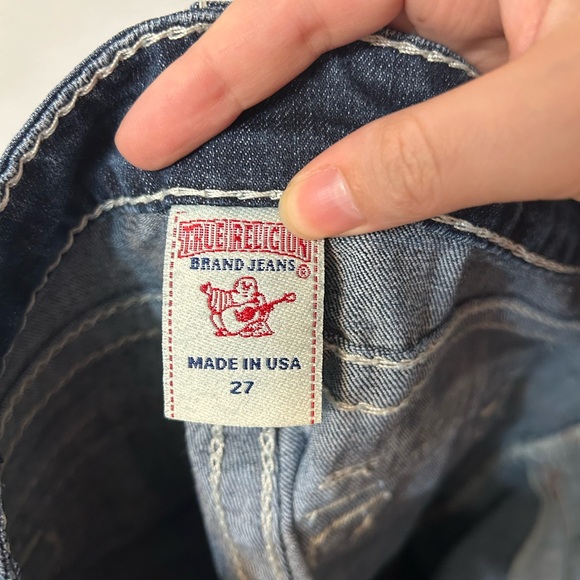 TRUE RELIGION
BRAND JEANS®
MADE IN USA
27